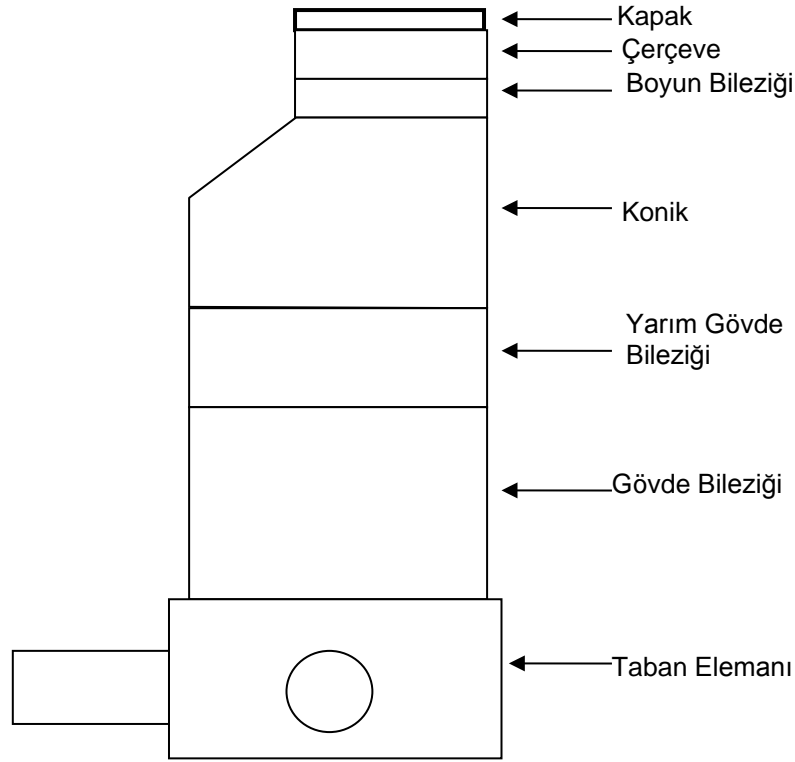 Kapak
Çerçeve
Boyun Bileziği
Konik
Yarım Gövde
Bileziği
Gövde Bileziği
Taban Elemanı